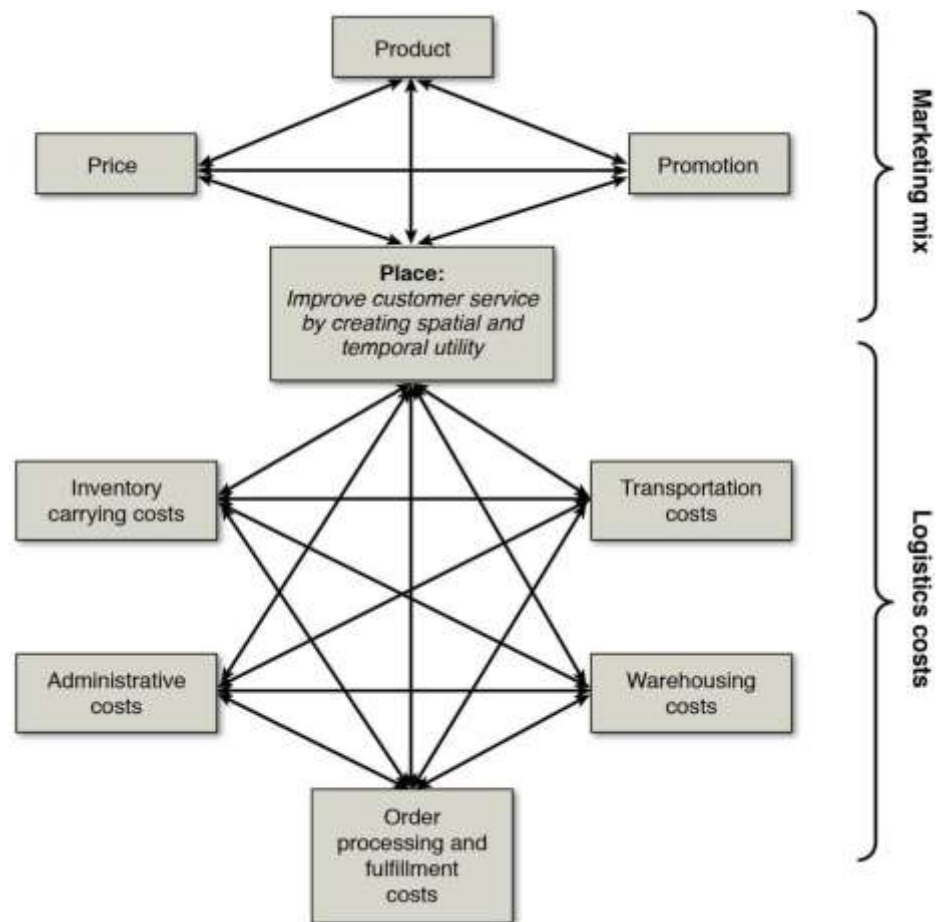 Product
Price
Promotion
Marketing mix
Place:
Improve customer service
by creating spatial and
temporal utility
Inventory
carrying costs
Transportation
costs
Logistics costs
Administrative
costs
Warehousing
costs
Order
processing and
fulfillment
costs